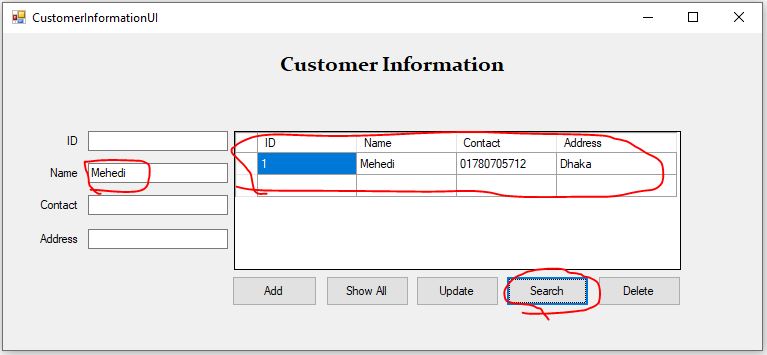 CustomerInformationUI
Customer Information
ID
Name Mehedi
Contact
Address
ID Name Contact Address
1 Mehedi 01780705712 Dhaka
Add Show All Update Search Delete